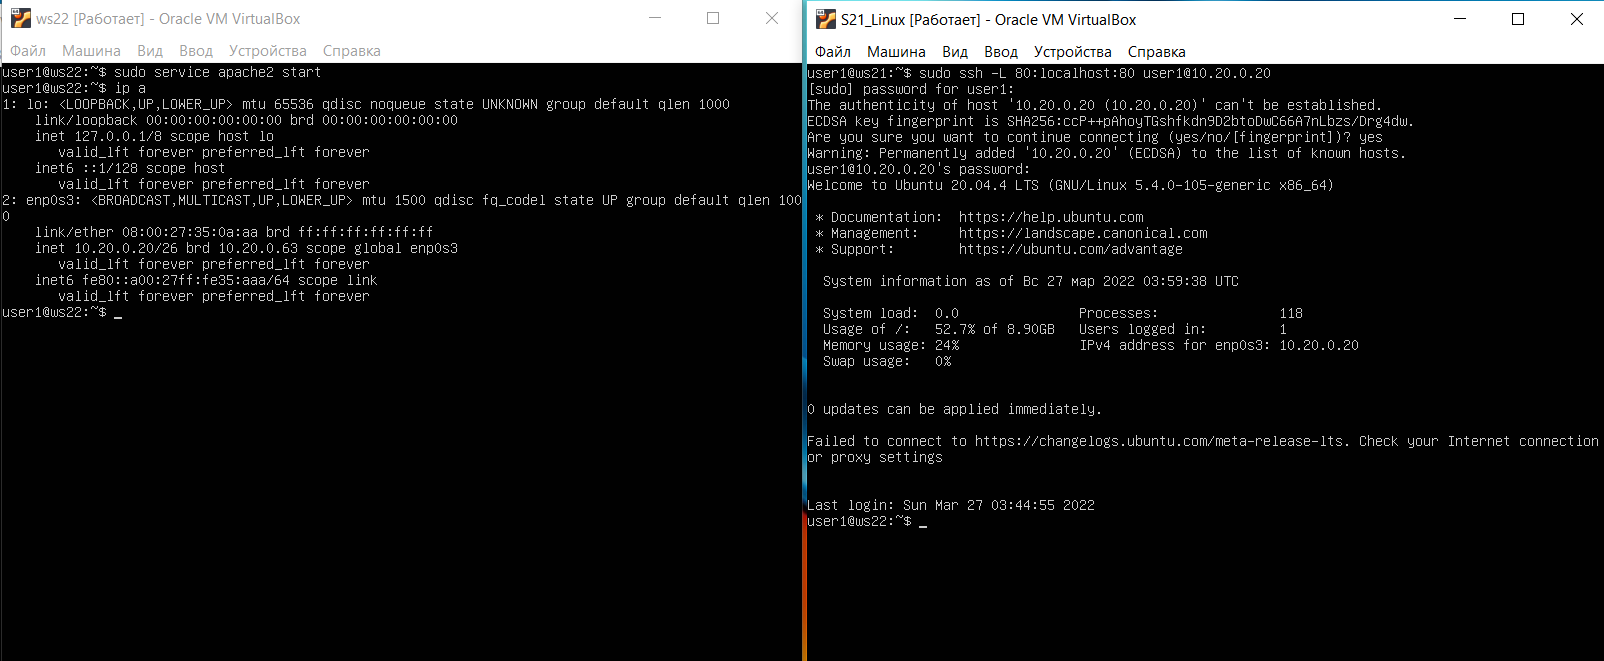 ws22 [Работает] - Oracle VM VirtualBox
Файл Машина Вид Ввод Устройства Справка
user1@ws22:~$ sudo service apache2 start
user1@ws22:~$ ip a
1: lo: <LOOPBACK,UP,LOWER_UP> mtu 65536 qdisc noqueue state UNKNOWN group default qlen 1000
    link/loopback 00:00:00:00:00:00 brd 00:00:00:00:00:00
    inet 127.0.0.1/8 scope host lo
       valid_lft forever preferred_lft forever
    inet6 ::1/128 scope host
       valid_lft forever preferred_lft forever
2: enp0s3: <BROADCAST,MULTICAST,UP,LOWER_UP> mtu 1500 qdisc fq_codel state UP group default qlen 100
0
    link/ether 08:00:27:35:0a:aa brd ff:ff:ff:ff:ff:ff
    inet 10.20.0.20/26 brd 10.20.0.63 scope global enp0s3
       valid_lft forever preferred_lft forever
    inet6 fe80::a00:27ff:fe35:aaa/64 scope link
       valid_lft forever preferred_lft forever
user1@ws22:~$ _
S21_Linux [Работает] - Oracle VM VirtualBox
Файл Машина Вид Ввод Устройства Справка
user1@ws21:~$ sudo ssh -L 80:localhost:80 user1@10.20.0.20
[sudo] password for user1:
The authenticity of host '10.20.0.20 (10.20.0.20)' can't be established.
ECDSA key fingerprint is SHA256:ccP++pAhoyTGshfkdn9D2btoDwC66A7nLbzs/Drg4dw.
Are you sure you want to continue connecting (yes/no/[fingerprint])? yes
Warning: Permanently added '10.20.0.20' (ECDSA) to the list of known hosts.
user1@10.20.0.20's password:
Welcome to Ubuntu 20.04.4 LTS (GNU/Linux 5.4.0-105-generic x86_64)
 * Documentation:  https://help.ubuntu.com
 * Management:     https://landscape.canonical.com
 * Support:        https://ubuntu.com/advantage
  System information as of Вс 27 мар 2022 03:59:38 UTC
  System load:  0.0               Processes:               118
  Usage of /:   52.7% of 8.90GB   Users logged in:         1
  Memory usage: 24%               IPv4 address for enp0s3: 10.20.0.20
  Swap usage:   0%
0 updates can be applied immediately.
Failed to connect to https://changelogs.ubuntu.com/meta-release-lts. Check your Internet connection
or proxy settings
Last login: Sun Mar 27 03:44:55 2022
user1@ws22:~$ _